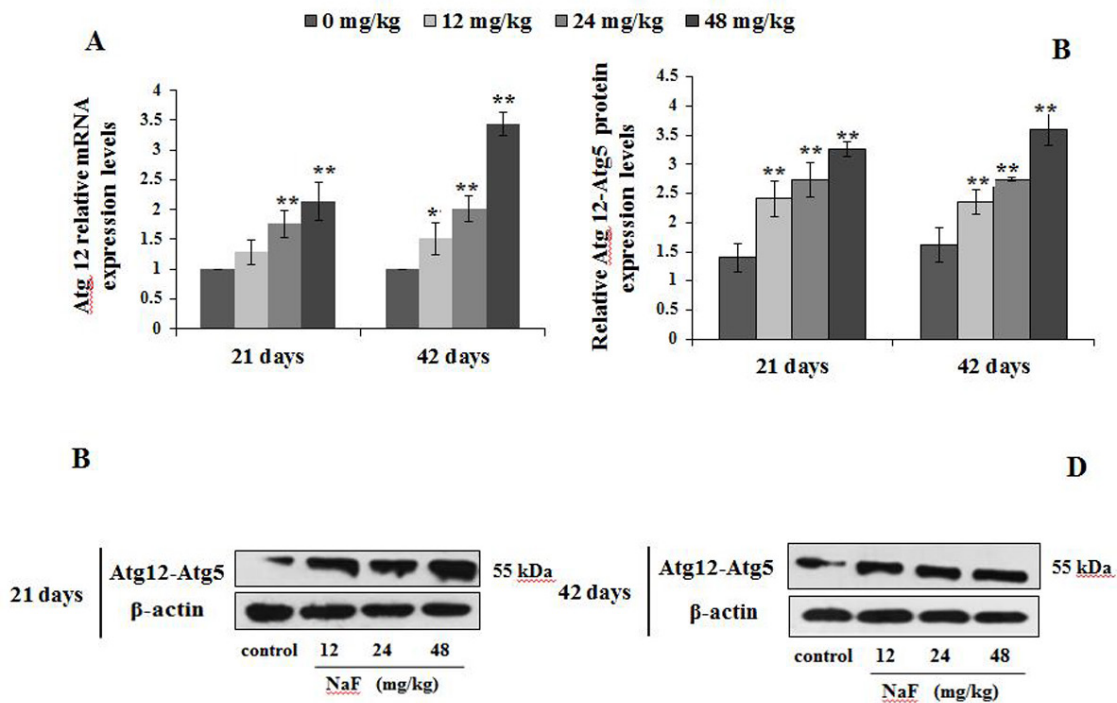 0 mg/kg 12 mg/kg 24 mg/kg 48 mg/kg
A
B
Atg 12 relative mRNA
expression levels
4
3.5
3
2.5
2
1.5
1
0.5
0
** ** * ** **
21 days 42 days
Relative Atg 12-Atg5 protein
expression levels
4.5
4
3.5
3
2.5
2
1.5
1
0.5
0
** ** ** ** ** **
21 days 42 days
B
D
21 days
Atg12-Atg5
55 kDa
β-actin
control 12 24 48
NaF (mg/kg)
42 days
Atg12-Atg5
55 kDa
β-actin
control 12 24 48
NaF (mg/kg)